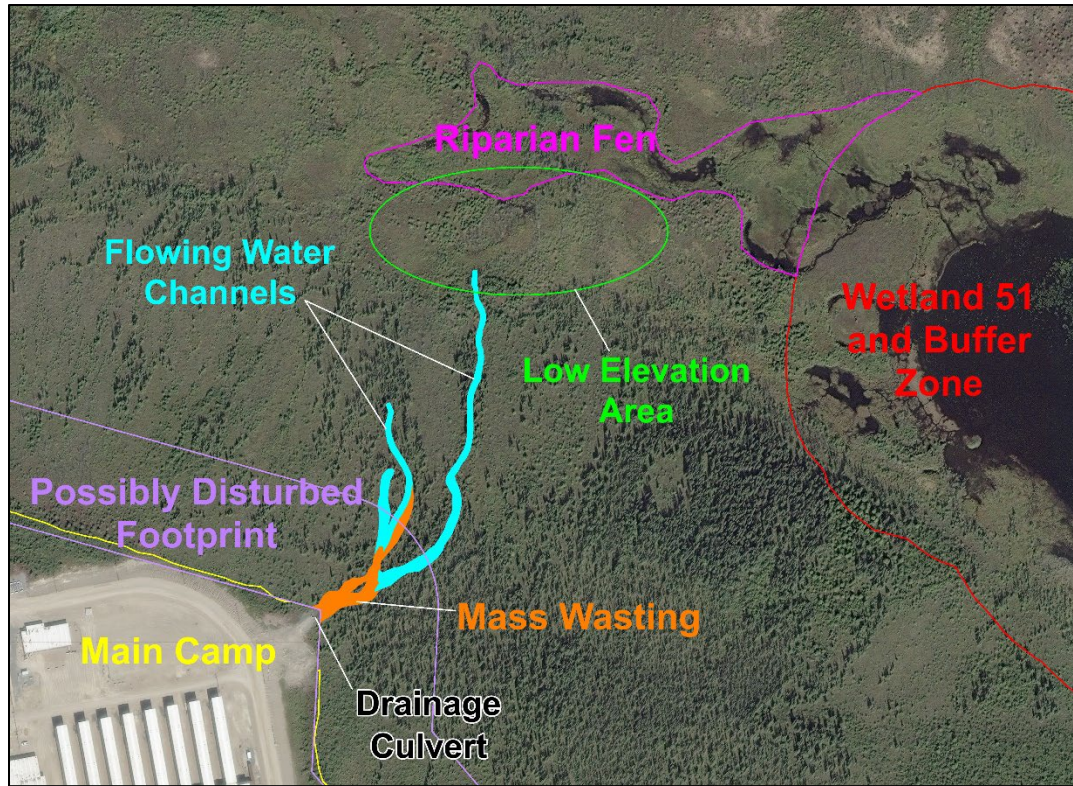 Riparian Fen
Flowing Water
Channels
Wetland 51
and Buffer
Zone
Low Elevation
Area
Possibly Disturbed
Footprint
Mass Wasting
Main Camp
Drainage
Culvert